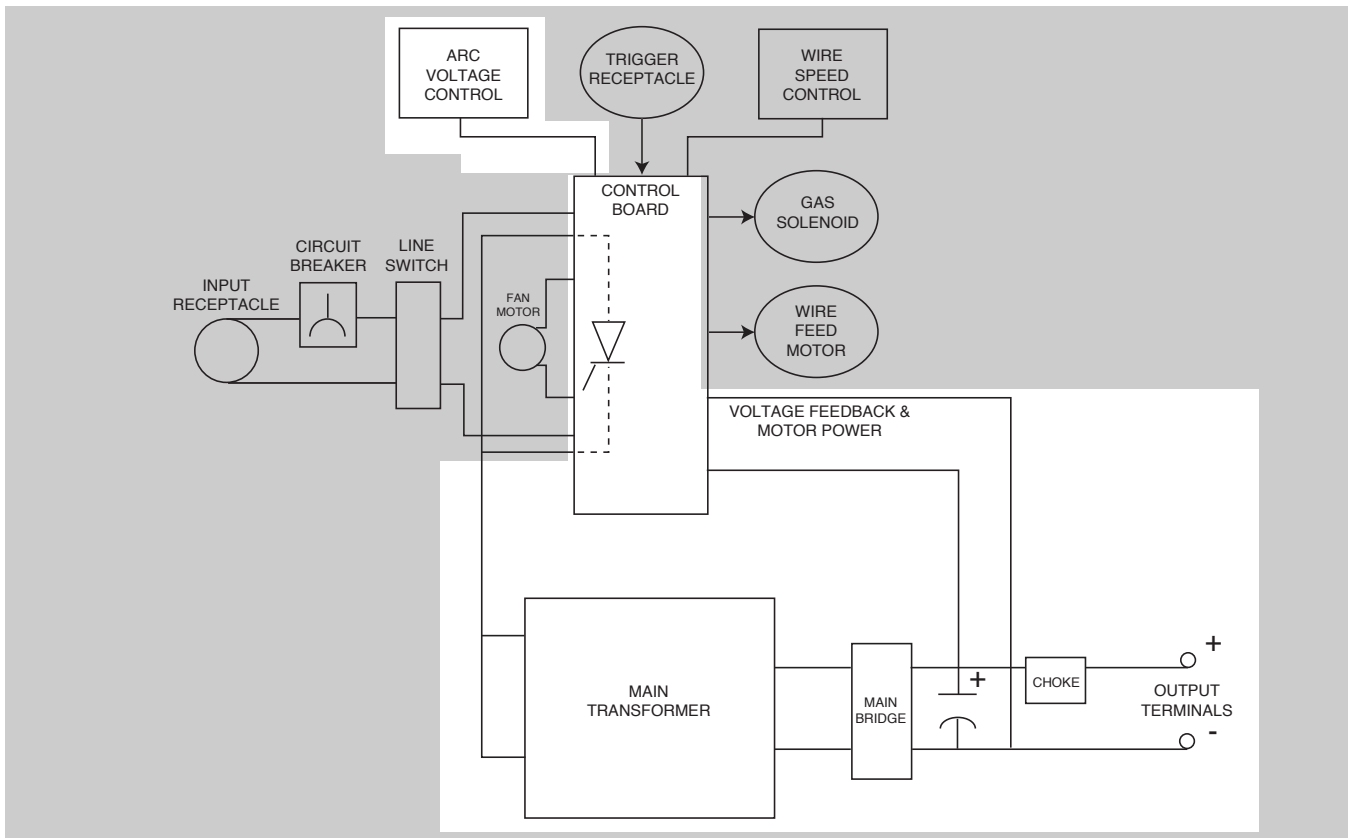 ARC
VOLTAGE
CONTROL
TRIGGER
RECEPTACLE
WIRE
SPEED
CONTROL
CONTROL
BOARD
GAS
SOLENOID
CIRCUIT
BREAKER
LINE
SWITCH
INPUT
RECEPTACLE
FAN
MOTOR
WIRE
FEED
MOTOR
VOLTAGE FEEDBACK &
MOTOR POWER
MAIN
TRANSFORMER
MAIN
BRIDGE
+
CHOKE
+
OUTPUT
TERMINALS
-